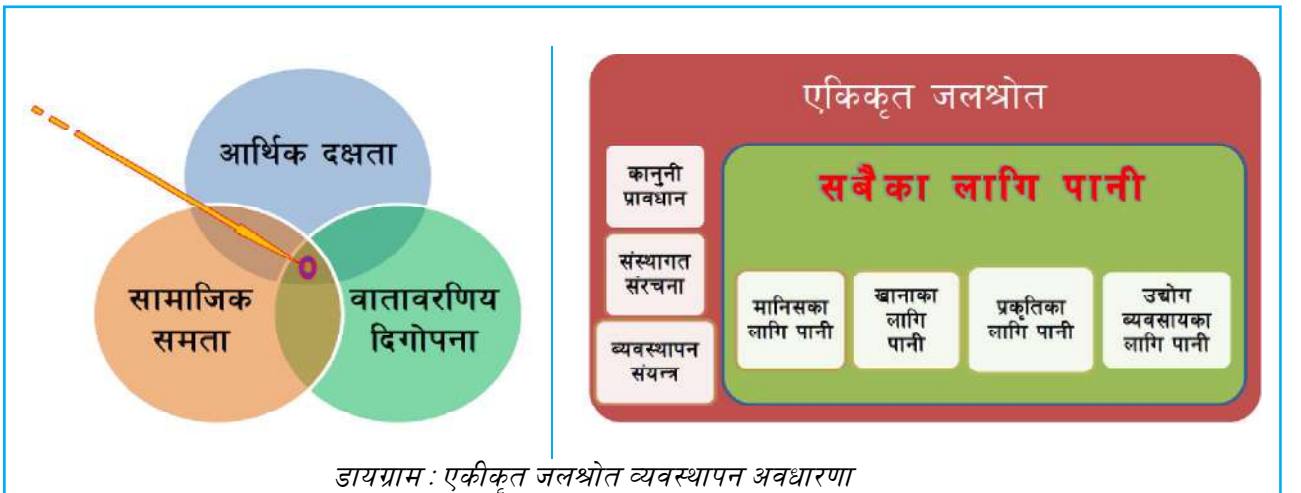 आर्थिक दक्षता
सामाजिक
समता
वातावरणिय
दिगोपना
एकिकृत जलश्रोत
कानुनी
प्रावधान
संस्थागत
संरचना
ब्यवस्थापन
संयन्त्र
सबैका लागि पानी
मानिसका
लागि पानी
खानाका
लागि
पानी
प्रकृतिका
लागि पानी
उद्योग
ब्यवसायका
लागि पानी
डायग्राम : एकीकृत जलश्रोत व्यवस्थापन अवधारणा